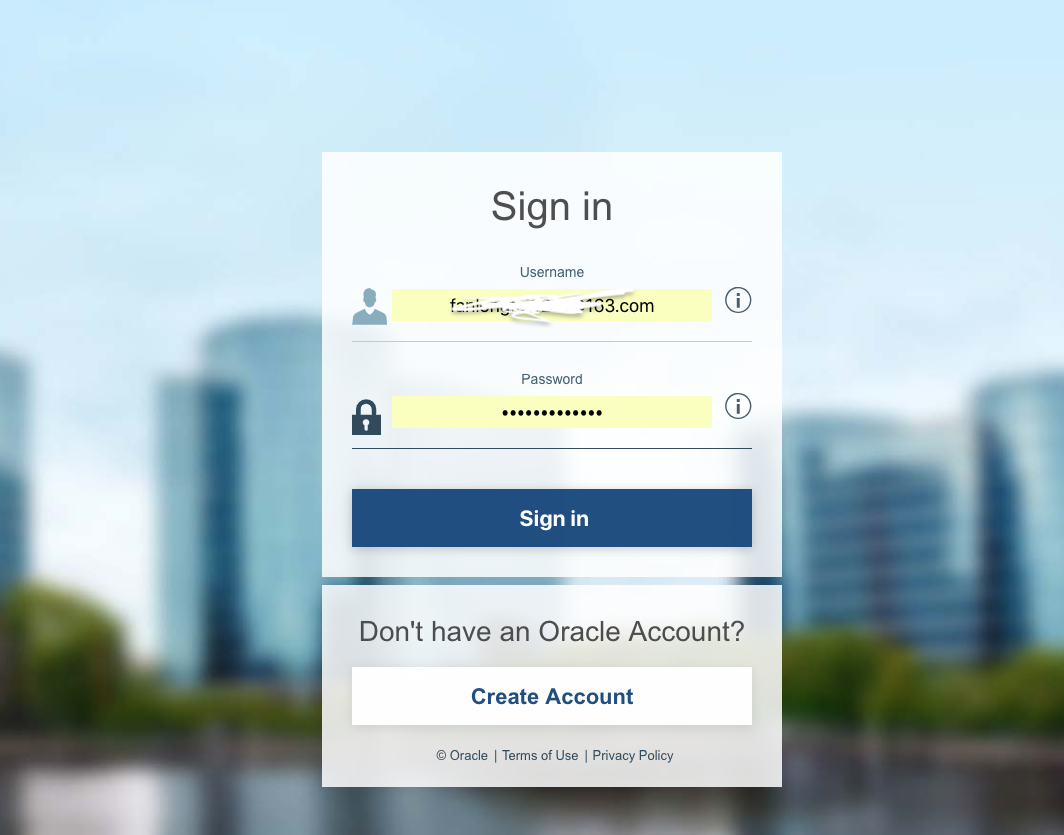 Sign in
Username
163.com
Password
•••••••••••••
Sign in
Don't have an Oracle Account?
Create Account
© Oracle | Terms of Use | Privacy Policy